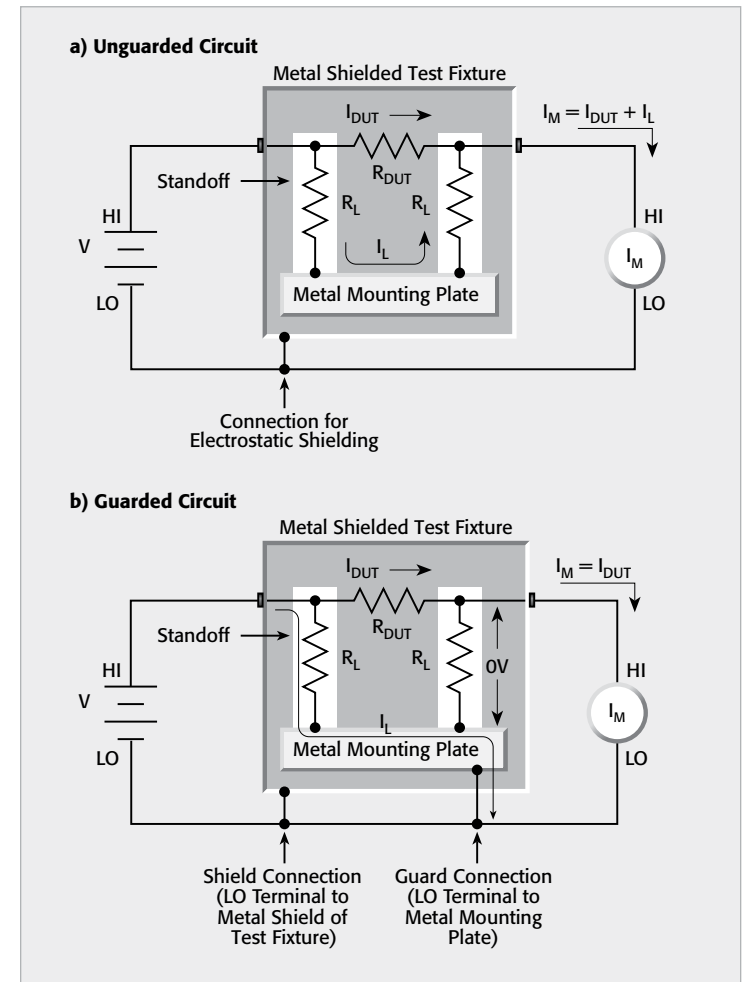 a) Unguarded Circuit
Metal Shielded Test Fixture
I_DUT
I_M = I_DUT + I_L
R_DUT
Standoff
R_L
R_L
HI
V
LO
I_L
HI
I_M
LO
Metal Mounting Plate
Connection for
Electrostatic Shielding
b) Guarded Circuit
Metal Shielded Test Fixture
I_DUT
I_M = I_DUT
R_DUT
Standoff
R_L
R_L
0V
HI
V
LO
I_L
HI
I_M
LO
Metal Mounting Plate
Shield Connection
(LO Terminal to
Metal Shield of
Test Fixture)
Guard Connection
(LO Terminal to
Metal Mounting
Plate)